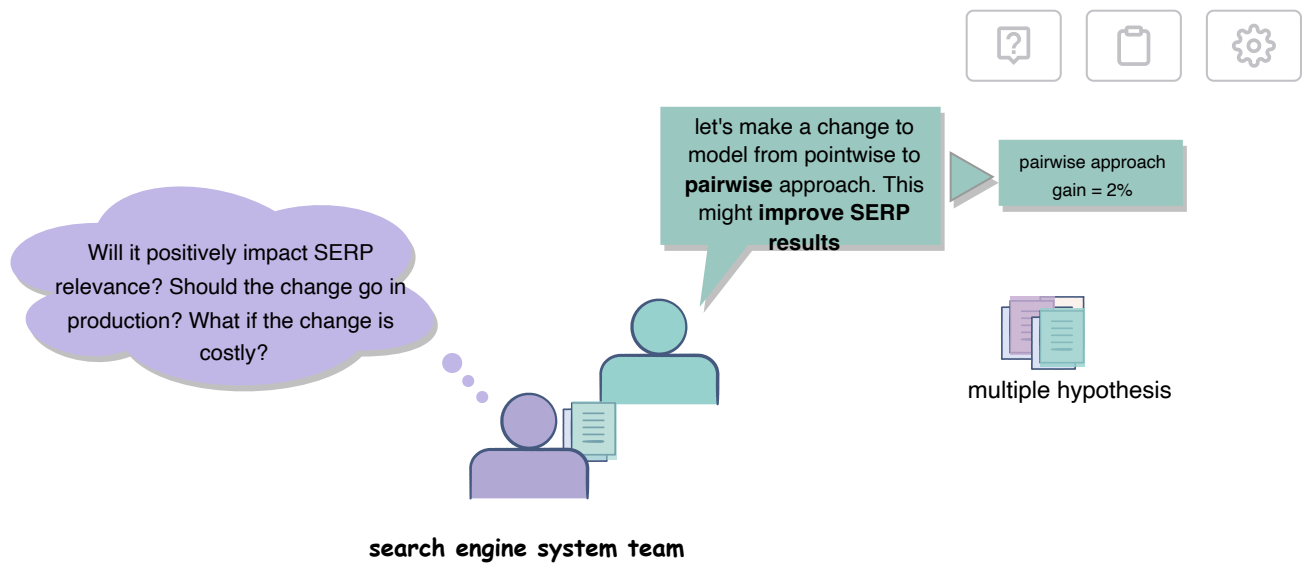 let's make a change to
model from pointwise to
pairwise approach. This
might improve SERP
results
pairwise approach
gain = 2%
Will it positively impact SERP
relevance? Should the change go in
production? What if the change is
costly?
multiple hypothesis
search engine system team